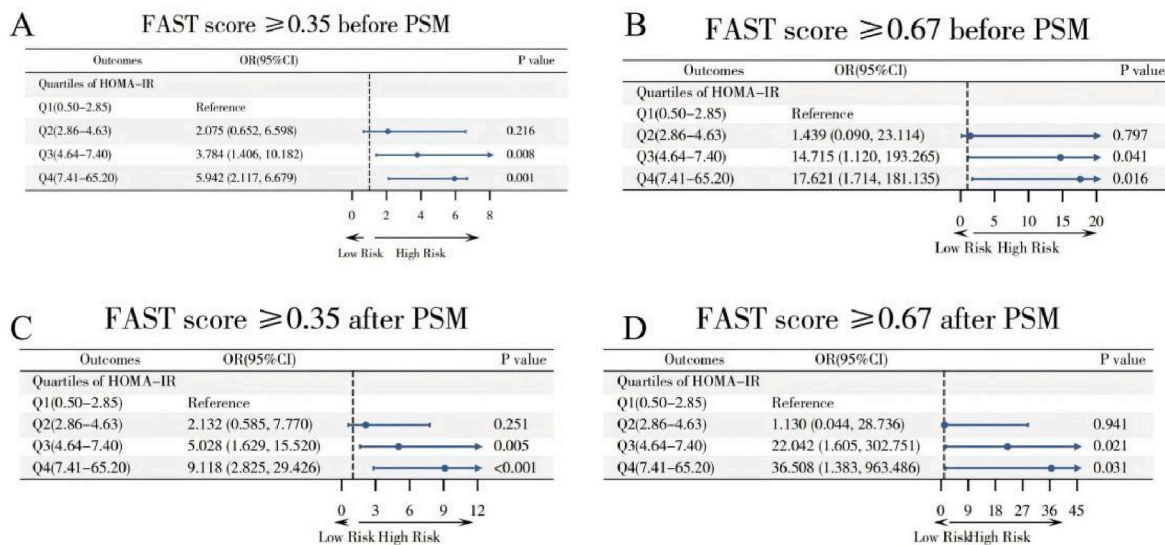 A
FAST score ≥0.35 before PSM
Outcomes OR(95%CI) P value
Quartiles of HOMA-IR
Q1(0.50–2.85) Reference
Q2(2.86–4.63) 2.075 (0.652, 6.598) 0.216
Q3(4.64–7.40) 3.784 (1.406, 10.182) 0.008
Q4(7.41–65.20) 5.942 (2.117, 6.679) 0.001
0 2 4 6 8
Low Risk High Risk
B
FAST score ≥0.67 before PSM
Outcomes OR(95%CI) P value
Quartiles of HOMA-IR
Q1(0.50–2.85) Reference
Q2(2.86–4.63) 1.439 (0.090, 23.114) 0.797
Q3(4.64–7.40) 14.715 (1.120, 193.265) 0.041
Q4(7.41–65.20) 17.621 (1.714, 181.135) 0.016
0 5 10 15 20
Low Risk High Risk
C
FAST score ≥0.35 after PSM
Outcomes OR(95%CI) P value
Quartiles of HOMA-IR
Q1(0.50–2.85) Reference
Q2(2.86–4.63) 2.132 (0.585, 7.770) 0.251
Q3(4.64–7.40) 5.028 (1.629, 15.520) 0.005
Q4(7.41–65.20) 9.118 (2.825, 29.426) <0.001
0 3 6 9 12
Low Risk High Risk
D
FAST score ≥0.67 after PSM
Outcomes OR(95%CI) P value
Quartiles of HOMA-IR
Q1(0.50–2.85) Reference
Q2(2.86–4.63) 1.130 (0.044, 28.736) 0.941
Q3(4.64–7.40) 22.042 (1.605, 302.751) 0.021
Q4(7.41–65.20) 36.508 (1.383, 963.486) 0.031
0 9 18 27 36 45
Low Risk High Risk